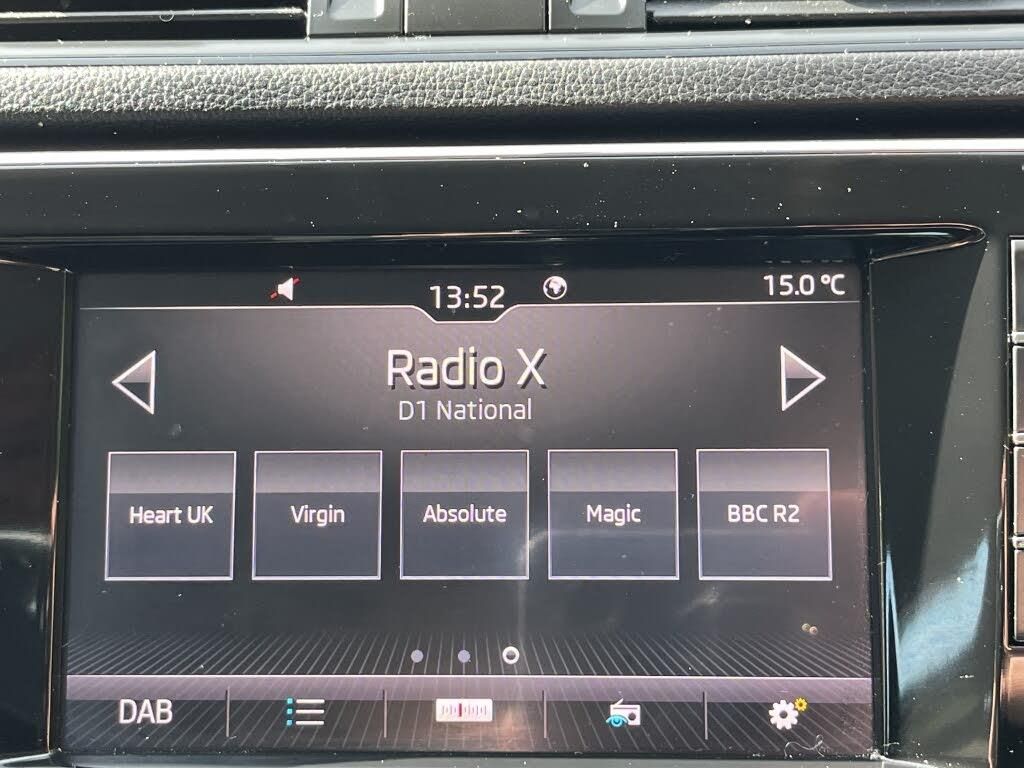 13:52
15.0 °C
Radio X
D1 National
Heart UK
Virgin
Absolute
Magic
BBC R2
DAB